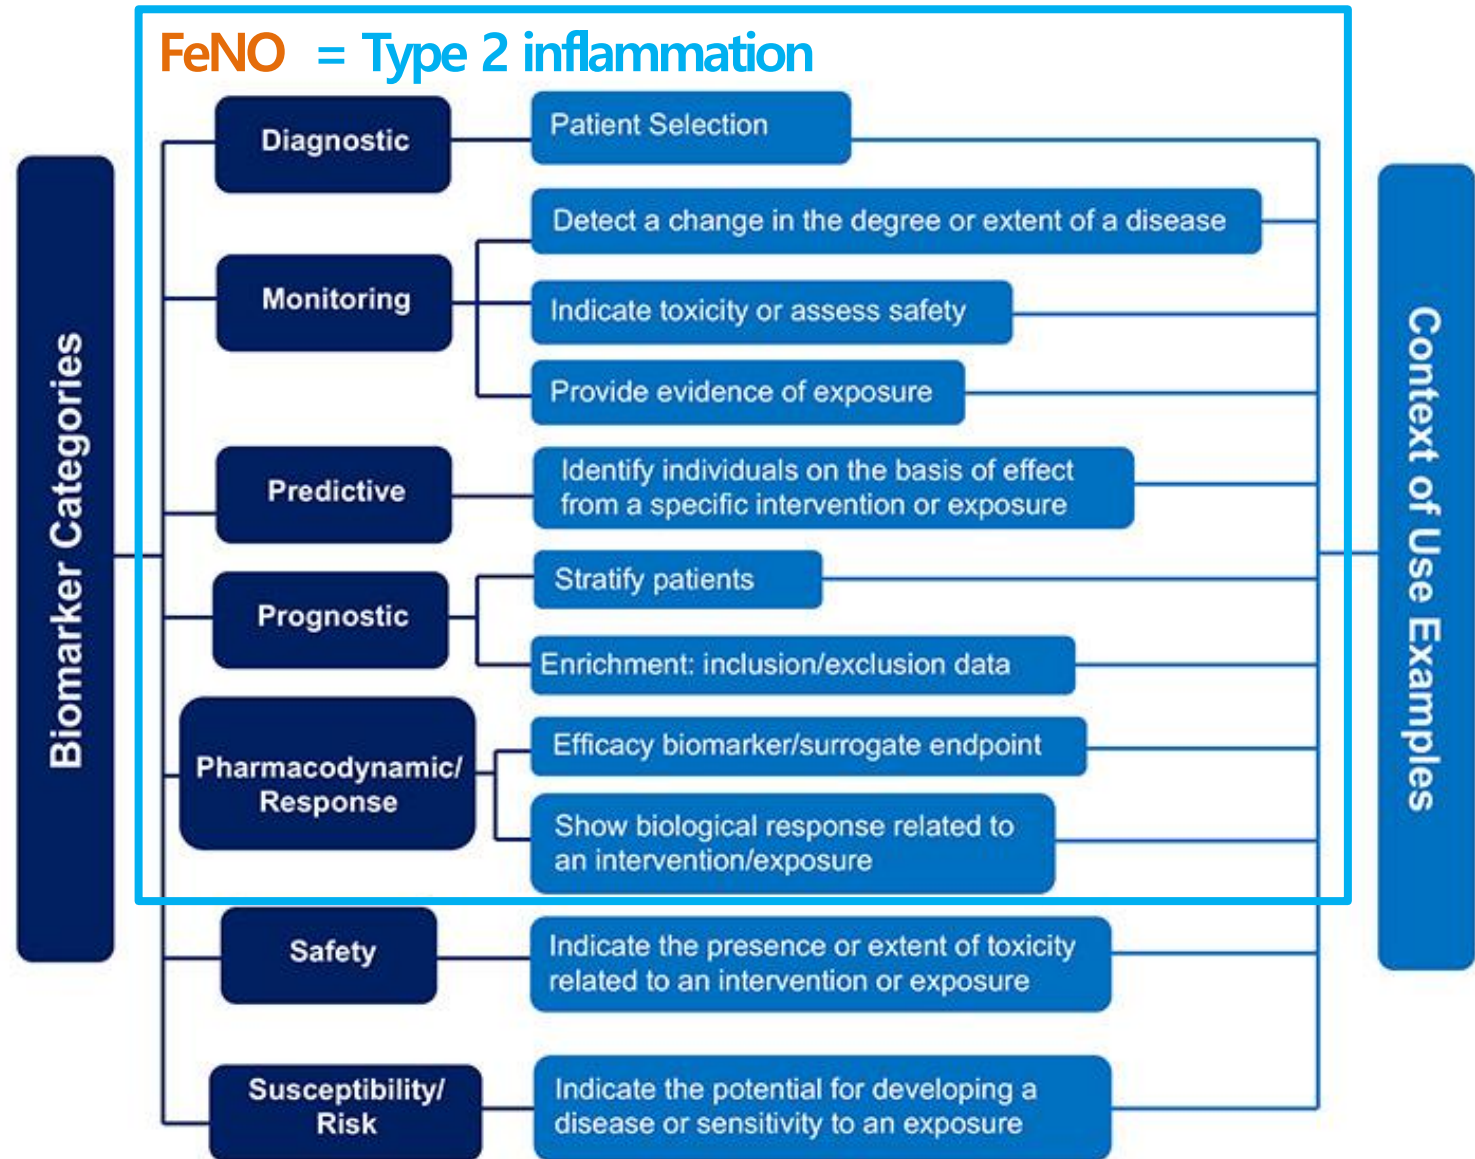 FeNO = Type 2 inflammation
Biomarker Categories
Diagnostic
Patient Selection
Monitoring
Detect a change in the degree or extent of a disease
Indicate toxicity or assess safety
Provide evidence of exposure
Predictive
Identify individuals on the basis of effect
from a specific intervention or exposure
Prognostic
Stratify patients
Enrichment: inclusion/exclusion data
Pharmacodynamic/
Response
Efficacy biomarker/surrogate endpoint
Show biological response related to
an intervention/exposure
Safety
Indicate the presence or extent of toxicity
related to an intervention or exposure
Susceptibility/
Risk
Indicate the potential for developing a
disease or sensitivity to an exposure
Context of Use Examples